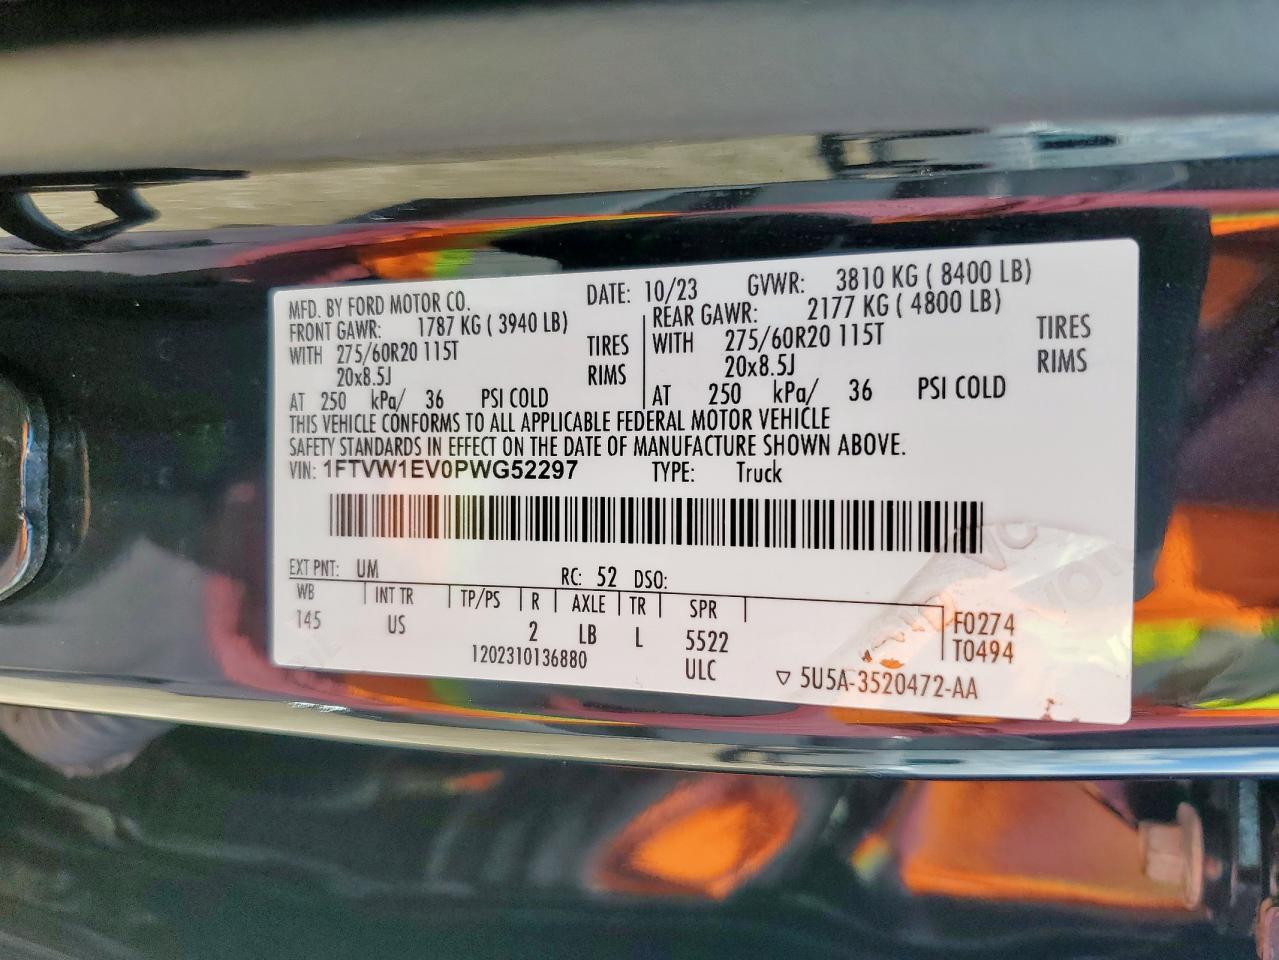 MFD. BY FORD MOTOR CO. DATE: 10/23 GVWR: 3810 KG ( 8400 LB)
FRONT GAWR: 1787 KG ( 3940 LB) REAR GAWR: 2177 KG ( 4800 LB)
WITH 275/60R20 115T TIRES WITH 275/60R20 115T TIRES
20x8.5J RIMS 20x8.5J RIMS
AT 250 kPa/ 36 PSI COLD AT 250 kPa/ 36 PSI COLD
THIS VEHICLE CONFORMS TO ALL APPLICABLE FEDERAL MOTOR VEHICLE
SAFETY STANDARDS IN EFFECT ON THE DATE OF MANUFACTURE SHOWN ABOVE.
VIN: 1FTVW1EV0PWG52297 TYPE: Truck
EXT PNT: UM RC: 52 DSO:
WB INT TR TP/PS R AXLE TR SPR
145 US 2 LB L 5522 F0274
1202310136880 ULC T0494
▽ 5U5A-3520472-AA